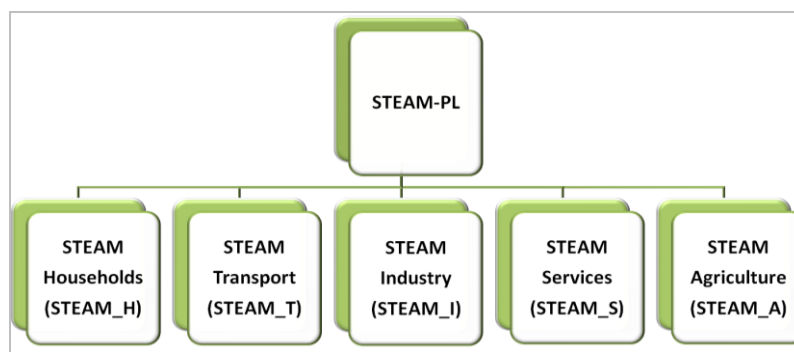 STEAM-PL
STEAM
Households
(STEAM_H)
STEAM
Transport
(STEAM_T)
STEAM
Industry
(STEAM_I)
STEAM
Services
(STEAM_S)
STEAM
Agriculture
(STEAM_A)